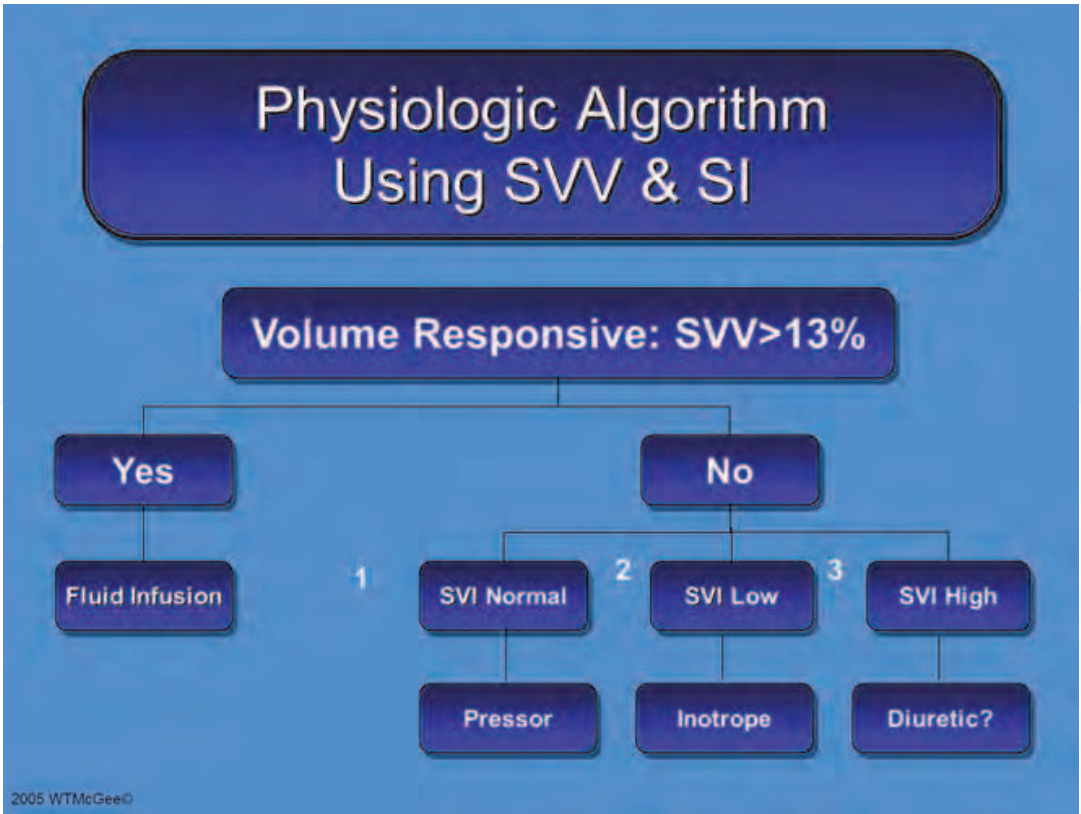 Physiologic Algorithm
Using SVV & SI
Volume Responsive: SVV>13%
Yes
No
Fluid Infusion
1
SVI Normal
2
SVI Low
3
SVI High
Pressor
Inotrope
Diuretic?
2005 WTMcGee©